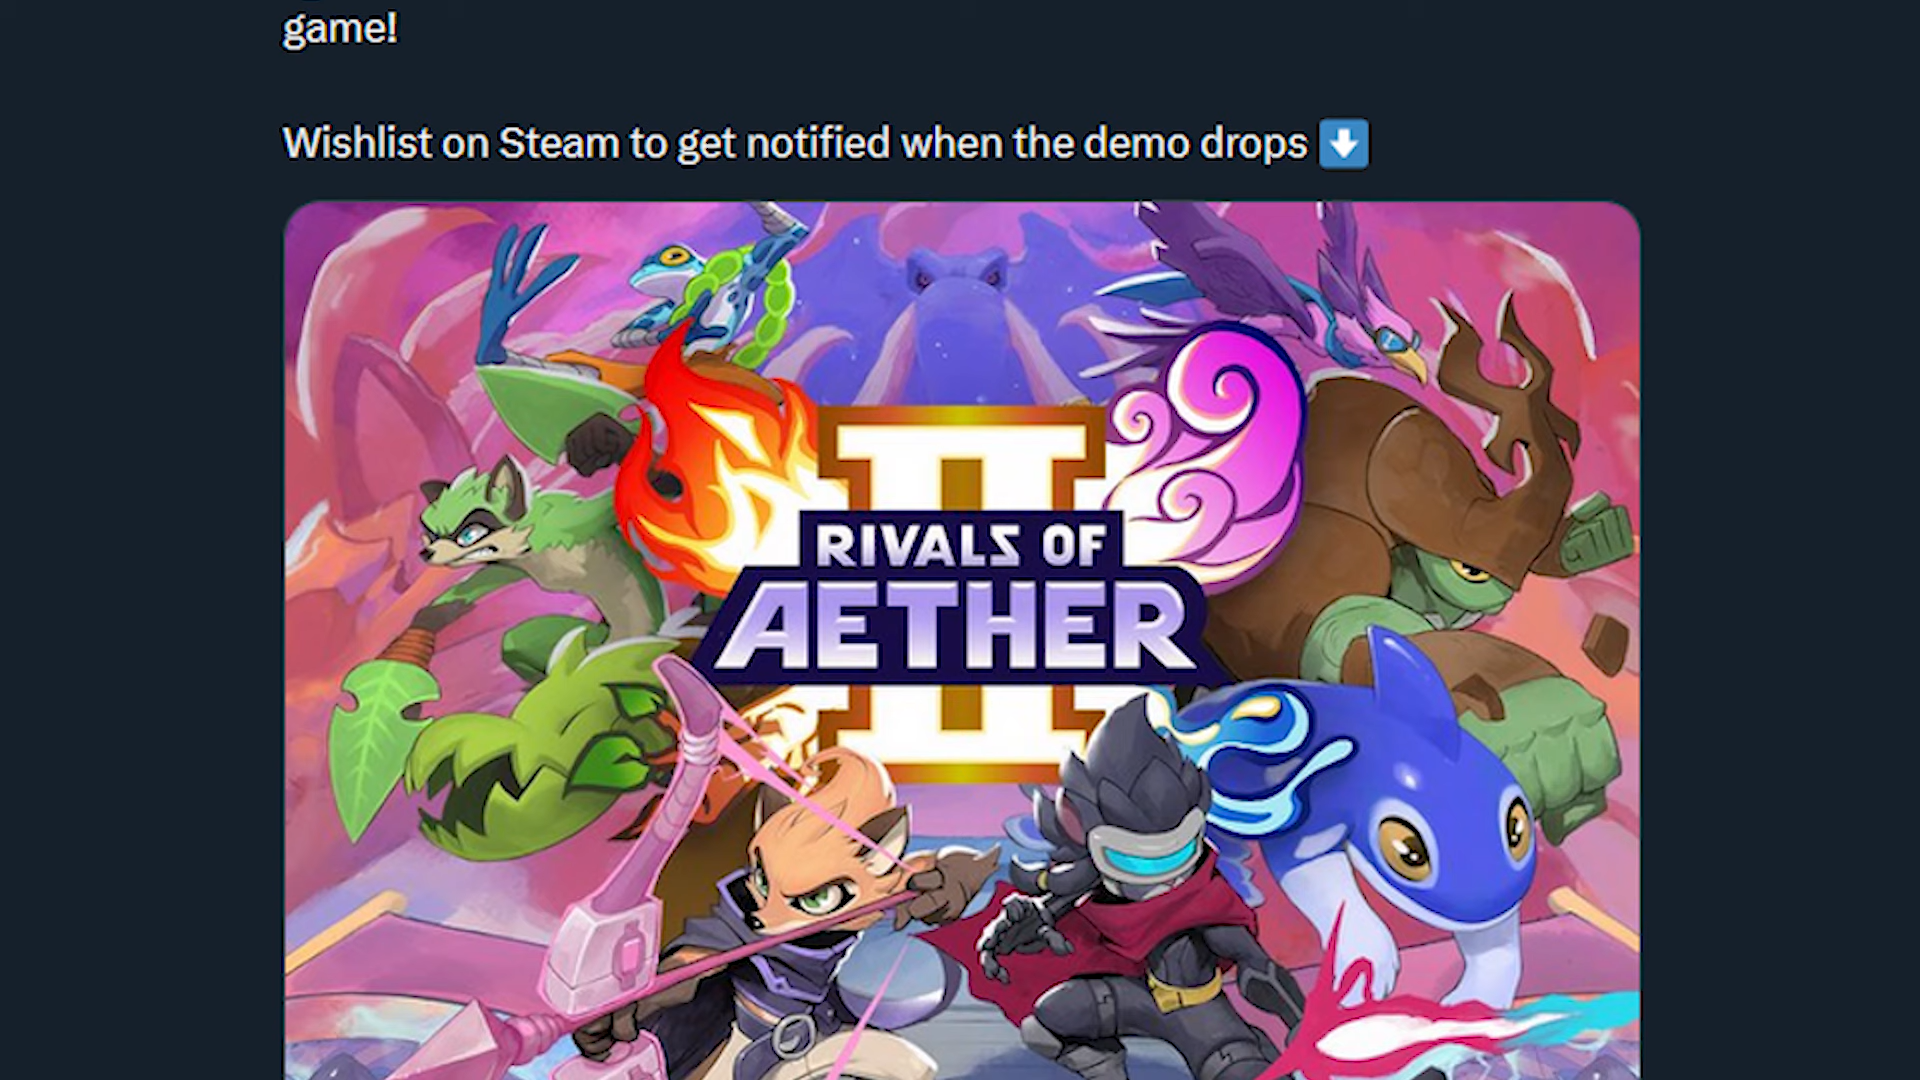 game!
Wishlist on Steam to get notified when the demo drops ⬇️
II
RIVALS OF
AETHER